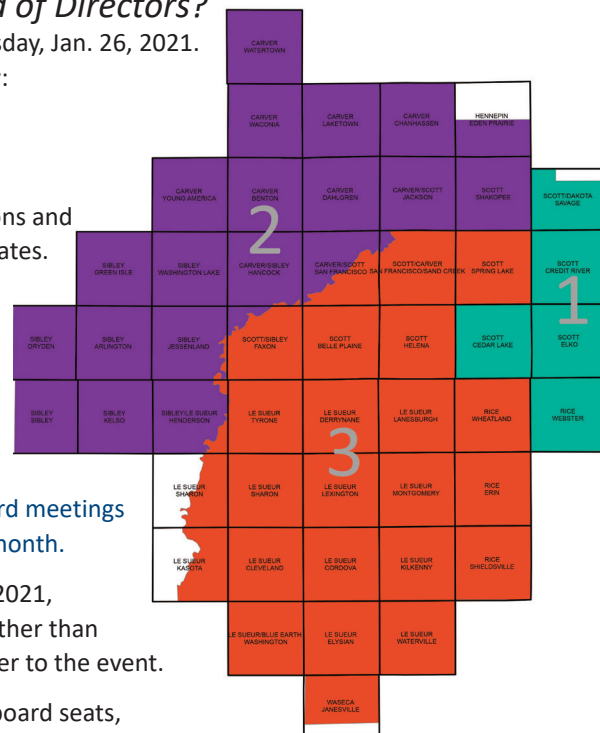 d of Directors?
sday, Jan. 26, 2021.
:
ons and
ates.
rd meetings
month.
2021,
ther than
er to the event.
board seats,
CARVER
WATERTOWN
CARVER
WACONIA
CARVER
LAKETOWN
CARVER
CHANHASSEN
HENNEPIN
EDEN PRAIRIE
CARVER
YOUNG AMERICA
CARVER
BENTON
CARVER
DAHLGREN
CARVER/SCOTT
JACKSON
SCOTT
SHAKOPEE
SCOTT/DAKOTA
SAVAGE
2
SIBLEY
GREEN ISLE
SIBLEY
WASHINGTON LAKE
CARVER/SIBLEY
HANCOCK
CARVER/SCOTT
SAN FRANCISCO
SCOTT/CARVER
SAN FRANCISCO/SAND CREEK
SCOTT
SPRING LAKE
SCOTT
CREDIT RIVER
1
SIBLEY
DRYDEN
SIBLEY
ARLINGTON
SIBLEY
JESSENLAND
SCOTT/SIBLEY
FAXON
SCOTT
BELLE PLAINE
SCOTT
HELENA
SCOTT
CEDAR LAKE
SCOTT
ELKO
SIBLEY
SIBLEY
SIBLEY
KELSO
SIBLEY/LE SUEUR
HENDERSON
LE SUEUR
TYRONE
LE SUEUR
DERRYNANE
LE SUEUR
LANESBURGH
RICE
WHEATLAND
RICE
WEBSTER
3
LE SUEUR
SHARON
LE SUEUR
SHARON
LE SUEUR
LEXINGTON
LE SUEUR
MONTGOMERY
RICE
ERIN
LE SUEUR
KASOTA
LE SUEUR
CLEVELAND
LE SUEUR
CORDOVA
LE SUEUR
KILKENNY
RICE
SHIELDSVILLE
LE SUEUR/BLUE EARTH
WASHINGTON
LE SUEUR
ELYSIAN
LE SUEUR
WATERVILLE
WASECA
JANESVILLE